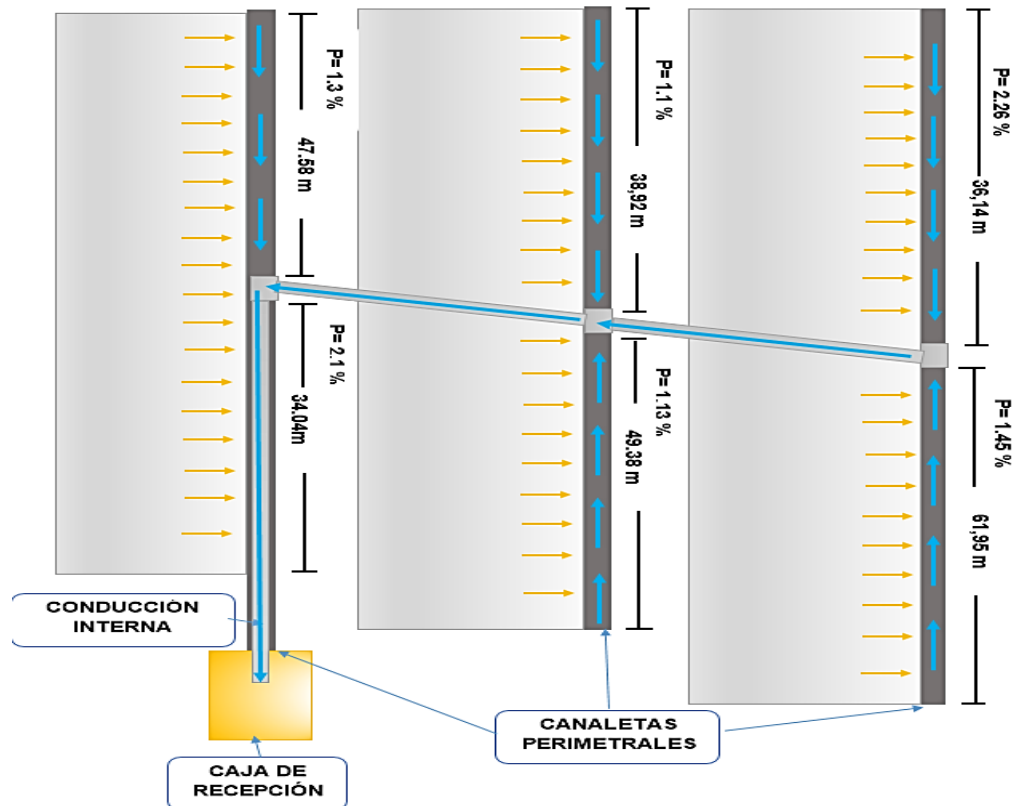 P= 1.3 %
47.58 m
P= 2.1 %
34.04m
P= 1.1 %
38,92 m
P= 1.13 %
49.38 m
P= 2.26 %
36,14 m
P= 1.45 %
61,95 m
CONDUCCIÓN
INTERNA
CANALETAS
PERIMETRALES
CAJA DE
RECEPCIÓN